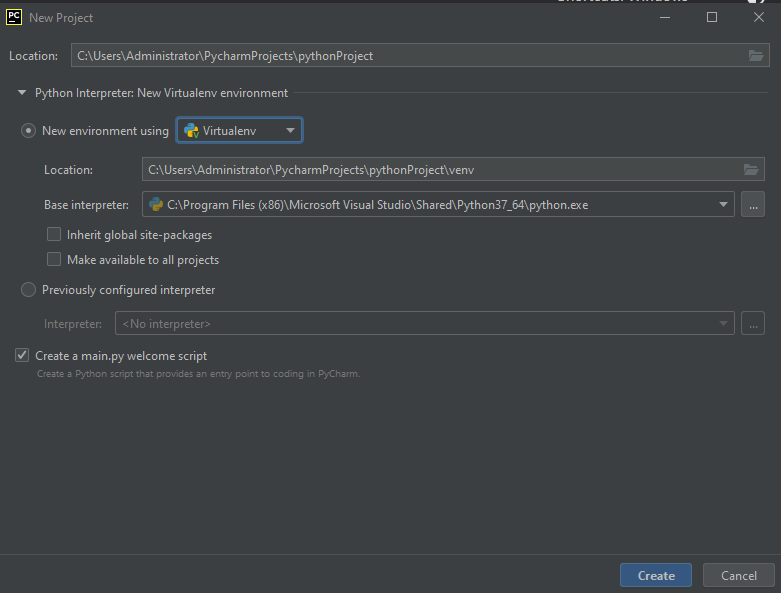 PC New Project
Location: C:\Users\Administrator\PycharmProjects\pythonProject
Python Interpreter: New Virtualenv environment
New environment using Virtualenv
Location: C:\Users\Administrator\PycharmProjects\pythonProject\venv
Base interpreter: C:\Program Files (x86)\Microsoft Visual Studio\Shared\Python37_64\python.exe ...
Inherit global site-packages
Make available to all projects
Previously configured interpreter
Interpreter: <No interpreter> ...
Create a main.py welcome script
Create a Python script that provides an entry point to coding in PyCharm.
Create Cancel